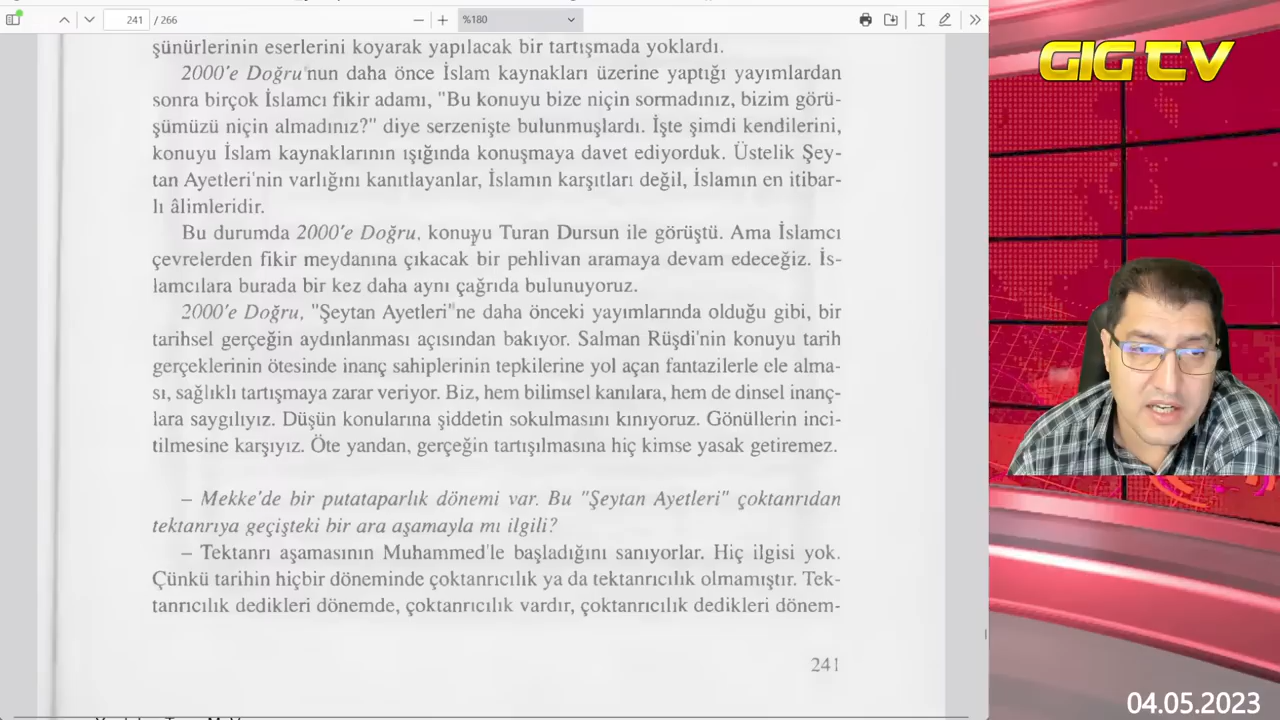 241 / 266
%180
şünürlerinin eserlerini koyarak yapılacak bir tartışmada yoklardı.
2000'e Doğru'nun daha önce İslam kaynakları üzerine yaptığı yayımlardan
sonra birçok İslamcı fikir adamı, "Bu konuyu bize niçin sormadınız, bizim görü-
şümüzü niçin almadınız?" diye serzenişte bulunmuşlardı. İşte şimdi kendilerini,
konuyu İslam kaynaklarının ışığında konuşmaya davet ediyorduk. Üstelik Şey-
tan Ayetleri'nin varlığını kanıtlayanlar, İslamın karşıtları değil, İslamın en itibar-
lı âlimleridir.
Bu durumda 2000'e Doğru, konuyu Turan Dursun ile görüştü. Ama İslamcı
çevrelerden fikir meydanına çıkacak bir pehlivan aramaya devam edeceğiz. İs-
lamcılara burada bir kez daha aynı çağrıda bulunuyoruz.
2000'e Doğru, "Şeytan Ayetleri"ne daha önceki yayımlarında olduğu gibi, bir
tarihsel gerçeğin aydınlanması açısından bakıyor. Salman Rüşdi'nin konuyu tarih
gerçeklerinin ötesinde inanç sahiplerinin tepkilerine yol açan fantazilerle ele alma-
sı, sağlıklı tartışmaya zarar veriyor. Biz, hem bilimsel kanılara, hem de dinsel inanç-
lara saygılıyız. Düşün konularına şiddetin sokulmasını kınıyoruz. Gönüllerin inci-
tilmesine karşıyız. Öte yandan, gerçeğin tartışılmasına hiç kimse yasak getiremez.
– Mekke'de bir putataparlık dönemi var. Bu "Şeytan Ayetleri" çoktanrıdan
tektanrıya geçişteki bir ara aşamayla mı ilgili?
– Tektanrı aşamasının Muhammed'le başladığını sanıyorlar. Hiç ilgisi yok.
Çünkü tarihin hiçbir döneminde çoktanrıcılık ya da tektanrıcılık olmamıştır. Tek-
tanrıcılık dedikleri dönemde, çoktanrıcılık vardır, çoktanrıcılık dedikleri dönem-
241
GIG TV
04.05.2023